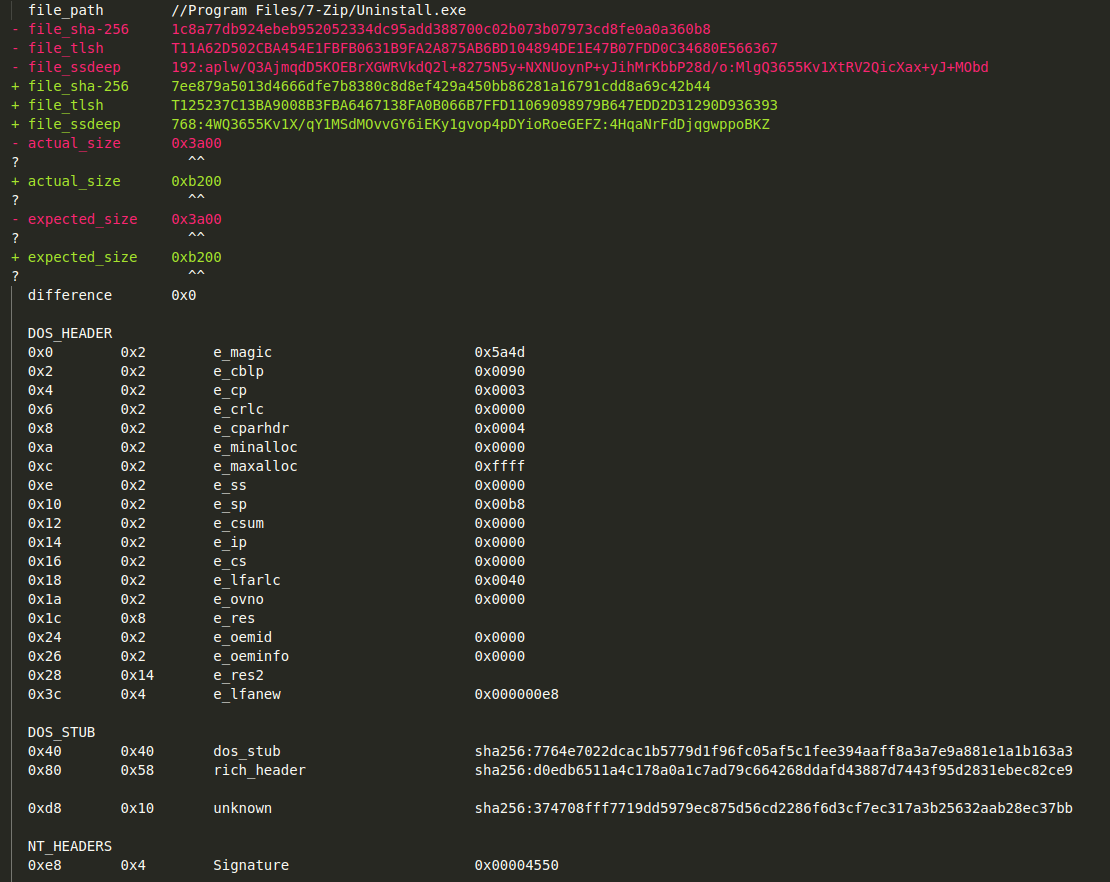 file_path //Program Files/7-Zip/Uninstall.exe
- file_sha-256 1c8a77db924ebeb952052334dc95add388700c02b073b07973cd8fe0a0a360b8
- file_tlsh T11A62D502CBA454E1FBFB0631B9FA2A875AB6BD104894DE1E47B07FDD0C34680E566367
- file_ssdeep 192:aplw/Q3AjmqdD5KOEBrXGWRVkdQ2l+8275N5y+NXNUoynP+yJihMrKbbP28d/o:MlgQ3655Kv1XtRV2QicXax+yJ+MObd
+ file_sha-256 7ee879a5013d4666dfe7b8380c8d8ef429a450bb86281a16791cdd8a69c42b44
+ file_tlsh T125237C13BA9008B3FBA6467138FA0B066B7FFD11069098979B647EDD2D31290D936393
+ file_ssdeep 768:4WQ3655Kv1X/qY1MSdMOvvGY6iEKy1gvop4pDYioRoeGEFZ:4HqaNrFdDjqgwppoBKZ
- actual_size 0x3a00
? ^^
+ actual_size 0xb200
? ^^
- expected_size 0x3a00
? ^^
+ expected_size 0xb200
? ^^
difference 0x0
DOS_HEADER
0x0 0x2 e_magic 0x5a4d
0x2 0x2 e_cblp 0x0090
0x4 0x2 e_cp 0x0003
0x6 0x2 e_crlc 0x0000
0x8 0x2 e_cparhdr 0x0004
0xa 0x2 e_minalloc 0x0000
0xc 0x2 e_maxalloc 0xffff
0xe 0x2 e_ss 0x0000
0x10 0x2 e_sp 0x00b8
0x12 0x2 e_csum 0x0000
0x14 0x2 e_ip 0x0000
0x16 0x2 e_cs 0x0000
0x18 0x2 e_lfarlc 0x0040
0x1a 0x2 e_ovno 0x0000
0x1c 0x8 e_res
0x24 0x2 e_oemid 0x0000
0x26 0x2 e_oeminfo 0x0000
0x28 0x14 e_res2
0x3c 0x4 e_lfanew 0x000000e8
DOS_STUB
0x40 0x40 dos_stub sha256:7764e7022dcac1b5779d1f96fc05af5c1fee394aaff8a3a7e9a881e1a1b163a3
0x80 0x58 rich_header sha256:d0edb6511a4c178a0a1c7ad79c664268ddafd43887d7443f95d2831ebec82ce9
0xd8 0x10 unknown sha256:374708fff7719dd5979ec875d56cd2286f6d3cf7ec317a3b25632aab28ec37bb
NT_HEADERS
0xe8 0x4 Signature 0x00004550